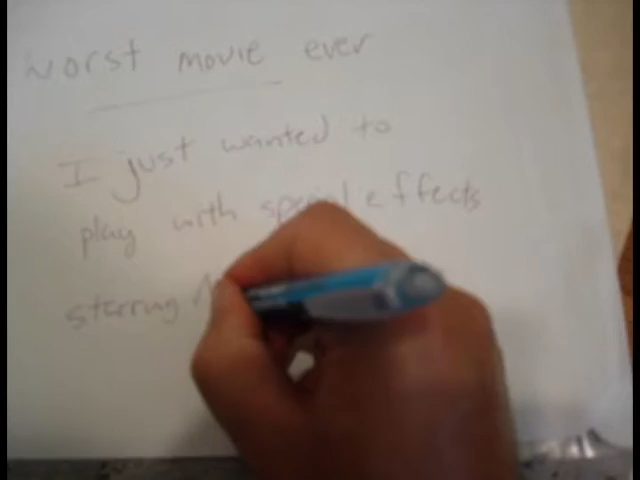 worst movie ever
I just wanted to
play with special effects
starring